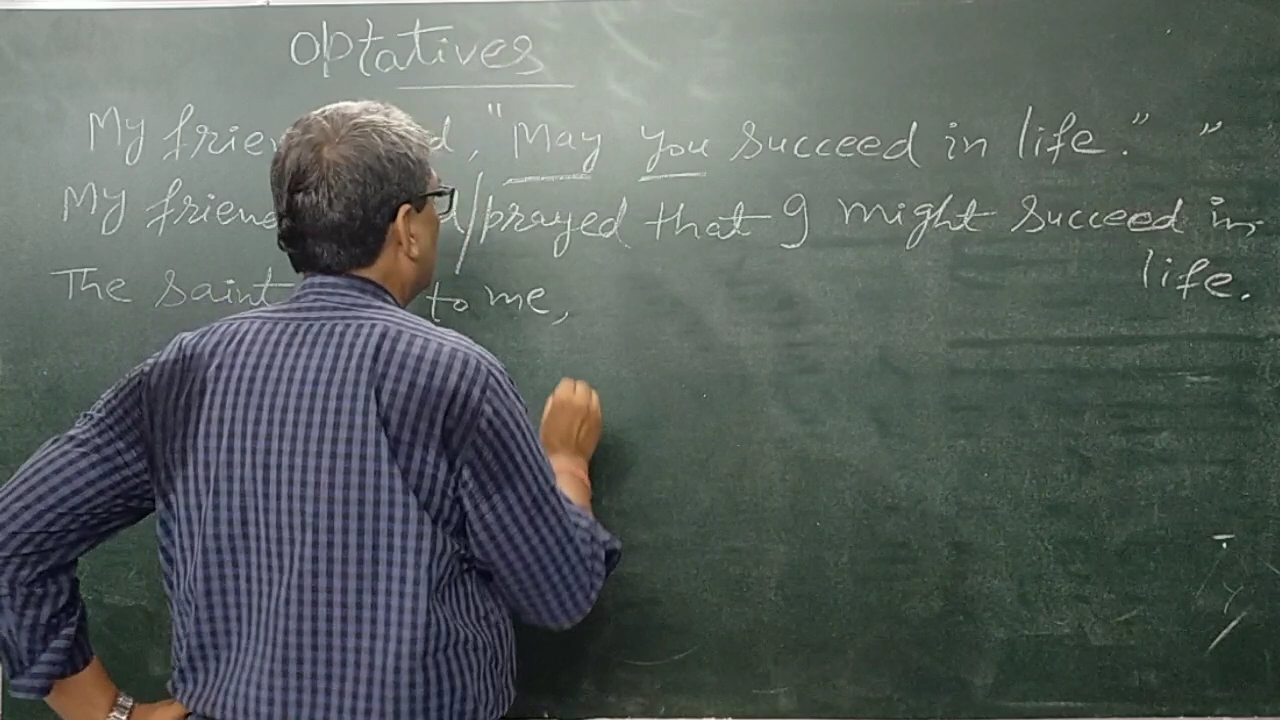 Optatives
My frien d, "May you succeed in life." "
My friend /prayed that I might succeed in
life.
The saint to me,